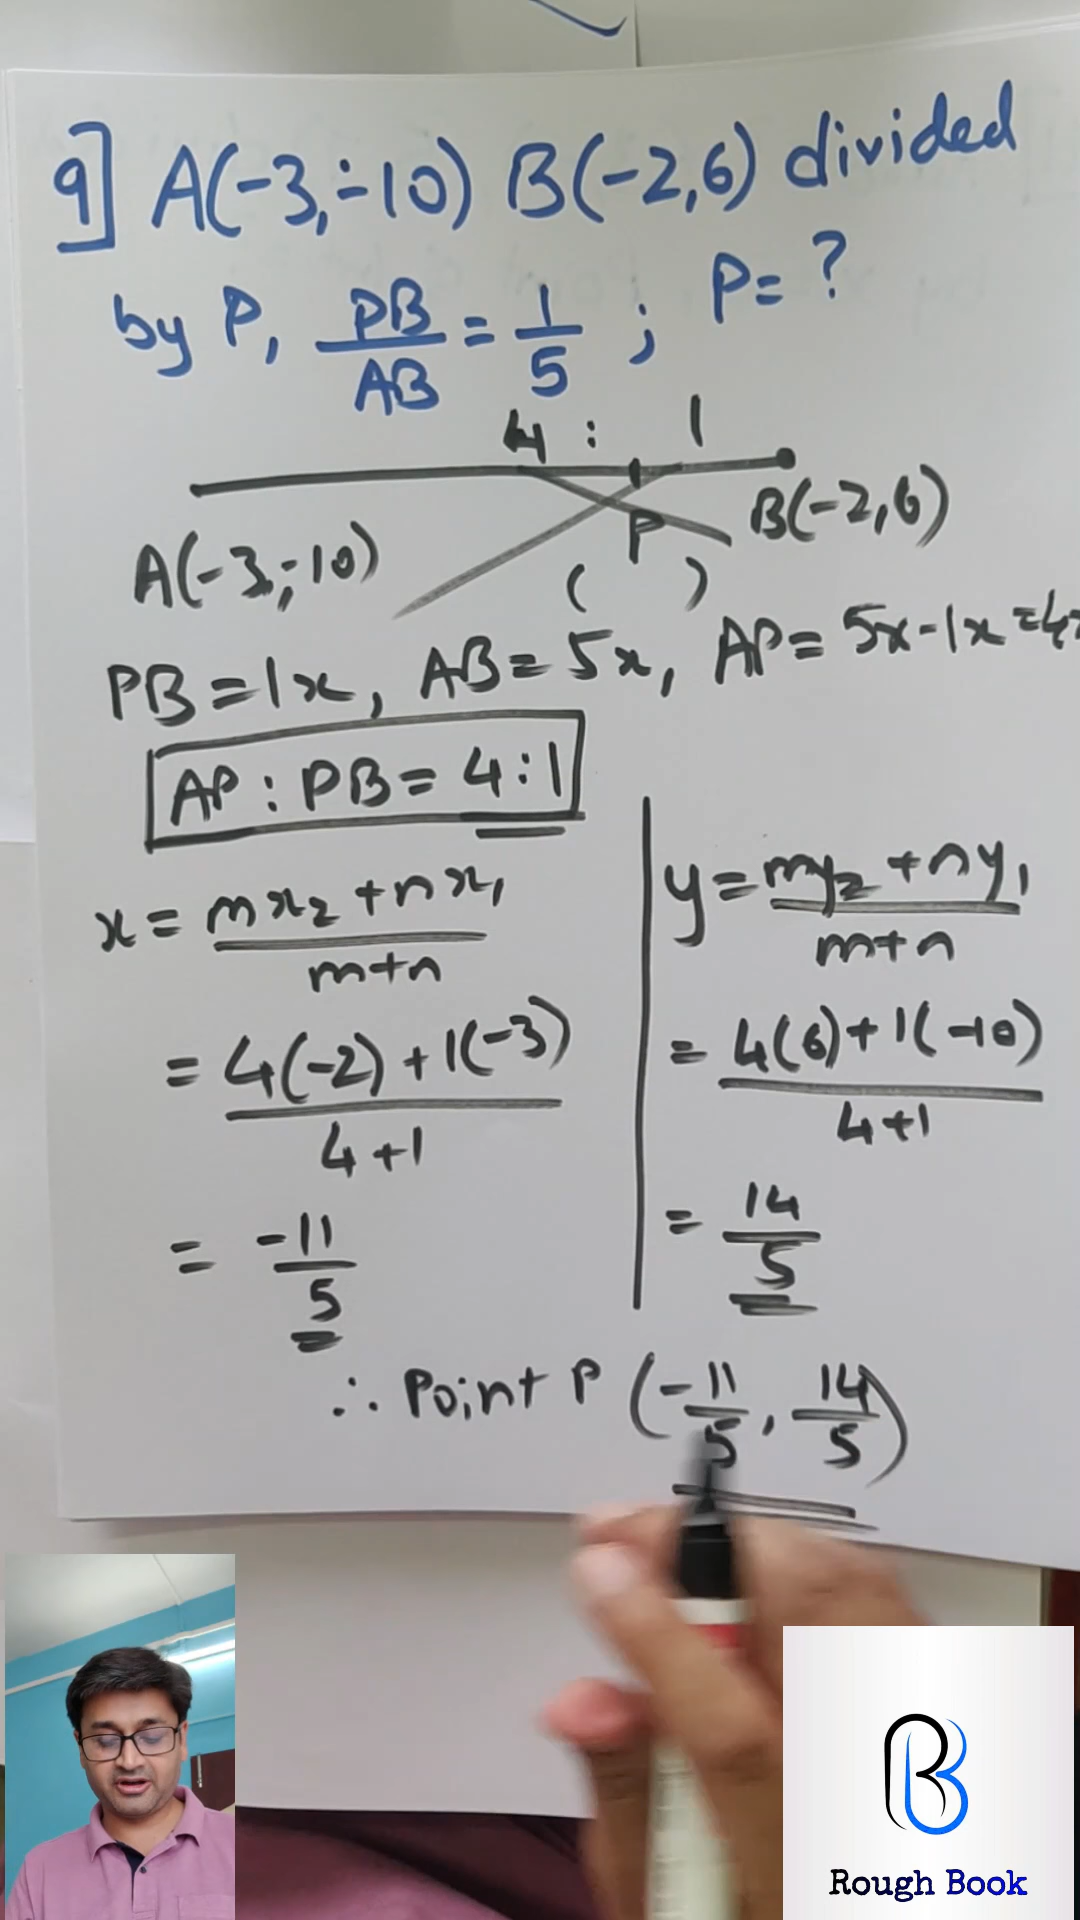 9] A(-3,-10) B(-2,6) divided
by P, PB/AB = 1/5 ; P= ?
4 : 1
A(-3,-10) P B(-2,6)
( )
PB=1x, AB=5x, AP=5x-1x=4x
AP:PB=4:1
x= mx₂+nx₁/m+n
= 4(-2)+1(-3)/4+1
= -11/5
y= my₂+ny₁/m+n
= 4(6)+1(-10)/4+1
= 14/5
∴ Point P (-11/5, 14/5)
B
Rough Book